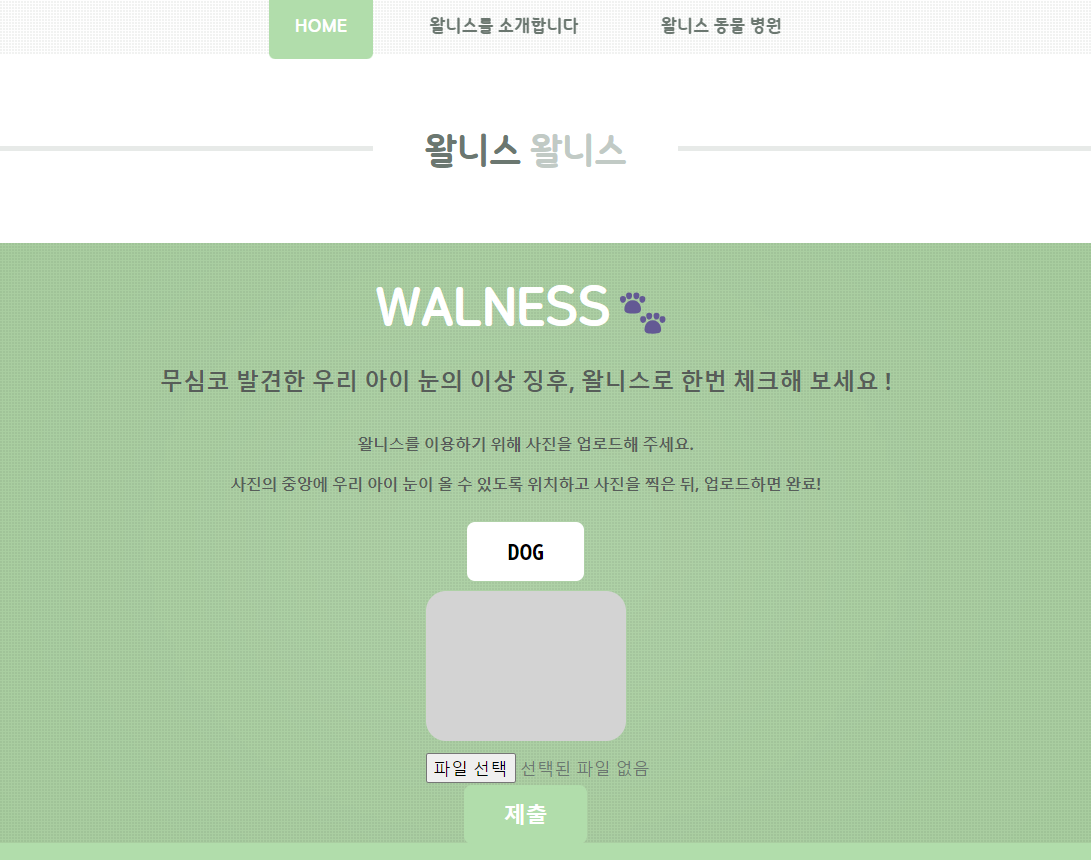 HOME 왈니스를 소개합니다 왈니스 동물 병원
왈니스 왈니스
WALNESS
무심코 발견한 우리 아이 눈의 이상 징후, 왈니스로 한번 체크해 보세요 !
왈니스를 이용하기 위해 사진을 업로드해 주세요.
사진의 중앙에 우리 아이 눈이 올 수 있도록 위치하고 사진을 찍은 뒤, 업로드하면 완료!
DOG
파일 선택 선택된 파일 없음
제출